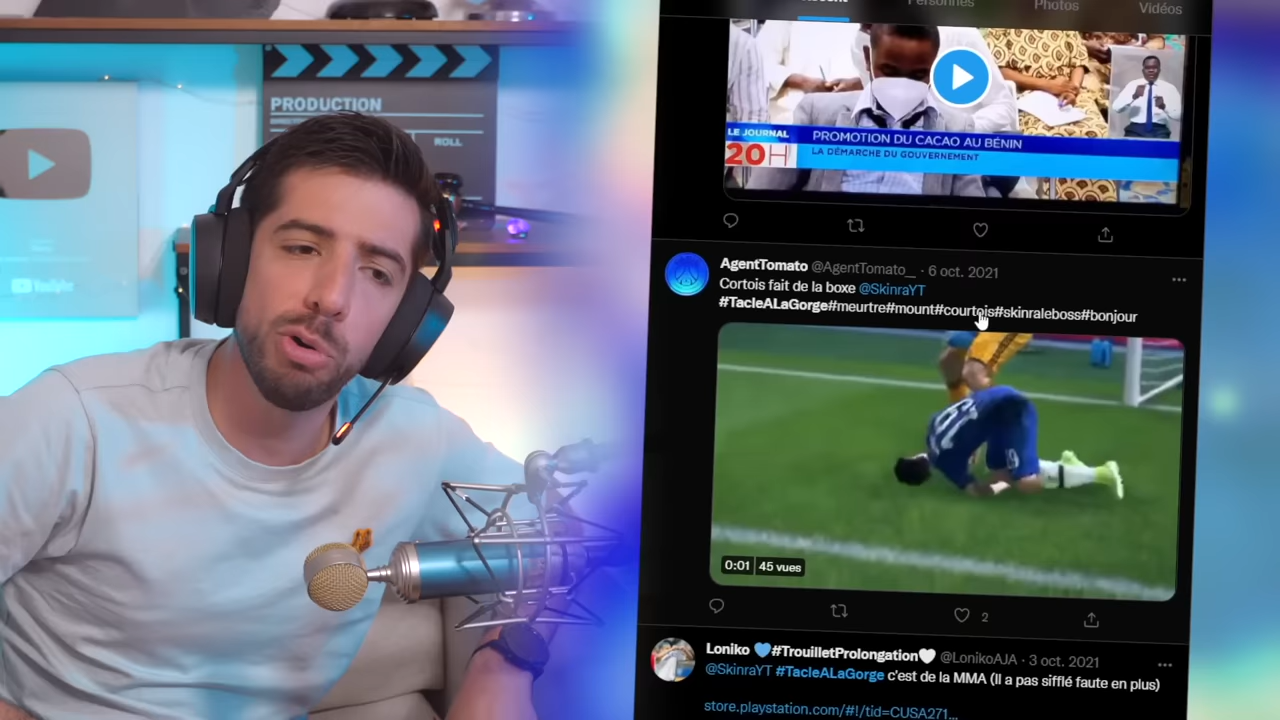 Personnes
Photos
Vidéos
PRODUCTION
ROLL
YouTube
LE JOURNAL
20H
PROMOTION DU CACAO AU BÉNIN
LA DÉMARCHE DU GOUVERNEMENT
AgentTomato @AgentTomato_ · 6 oct. 2021
Cortois fait de la boxe @SkinraYT
#TacleALaGorge#meurtre#mount#courtois#skinraleboss#bonjour
19
0:01 45 vues
2
Loniko 💙#TrouilletProlongation🤍 @LonikoAJA · 3 oct. 2021
@SkinraYT #TacleALaGorge c'est de la MMA (Il a pas sifflé faute en plus)
store.playstation.com/#!/tid=CUSA271...